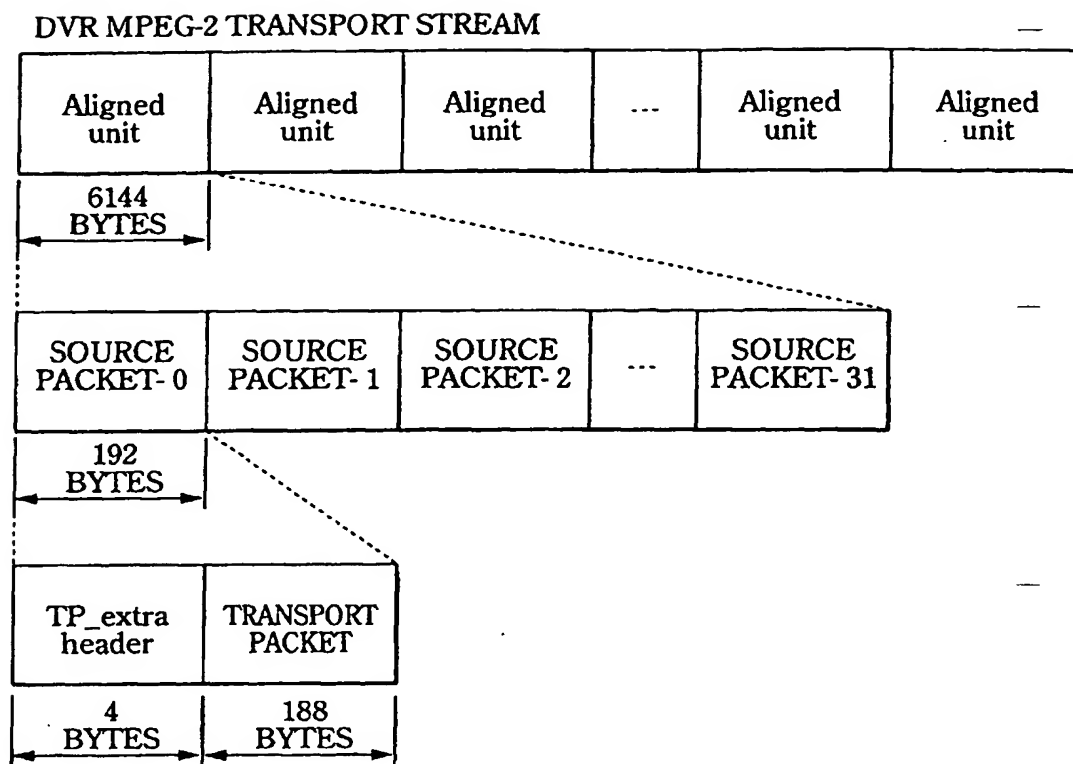 DVR MPEG-2 TRANSPORT STREAM
Aligned
unit
Aligned
unit
Aligned
unit
---
Aligned
unit
Aligned
unit
6144
BYTES
SOURCE
PACKET- 0
SOURCE
PACKET- 1
SOURCE
PACKET- 2
---
SOURCE
PACKET- 31
192
BYTES
TP_extra
header
TRANSPORT
PACKET
4
BYTES
188
BYTES